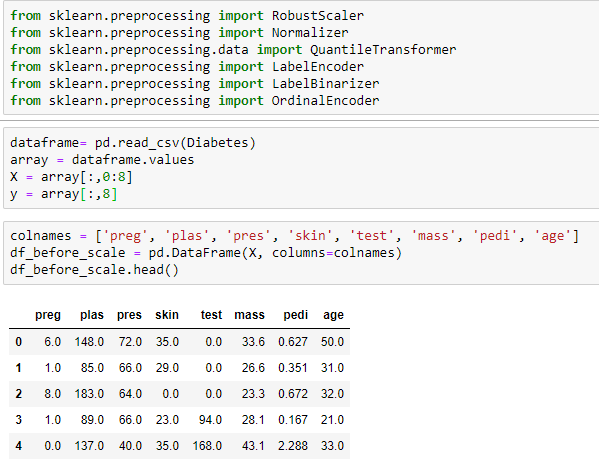 from sklearn.preprocessing import RobustScaler
from sklearn.preprocessing import Normalizer
from sklearn.preprocessing.data import QuantileTransformer
from sklearn.preprocessing import LabelEncoder
from sklearn.preprocessing import LabelBinarizer
from sklearn.preprocessing import OrdinalEncoder
dataframe= pd.read_csv(Diabetes)
array = dataframe.values
X = array[:,0:8]
y = array[:,8]
colnames = ['preg', 'plas', 'pres', 'skin', 'test', 'mass', 'pedi', 'age']
df_before_scale = pd.DataFrame(X, columns=colnames)
df_before_scale.head()
preg plas pres skin test mass pedi age
0 6.0 148.0 72.0 35.0 0.0 33.6 0.627 50.0
1 1.0 85.0 66.0 29.0 0.0 26.6 0.351 31.0
2 8.0 183.0 64.0 0.0 0.0 23.3 0.672 32.0
3 1.0 89.0 66.0 23.0 94.0 28.1 0.167 21.0
4 0.0 137.0 40.0 35.0 168.0 43.1 2.288 33.0